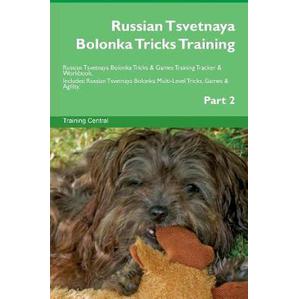 Russian Tsvetnaya
Bolonka Tricks Training
Russian Tsvetnaya Bolonka Tricks & Games Training Tracker &
Workbook.
Includes: Russian Tsvetnaya Bolonka Multi-Level Tricks, Games &
Agility.
Part 2
Training Central